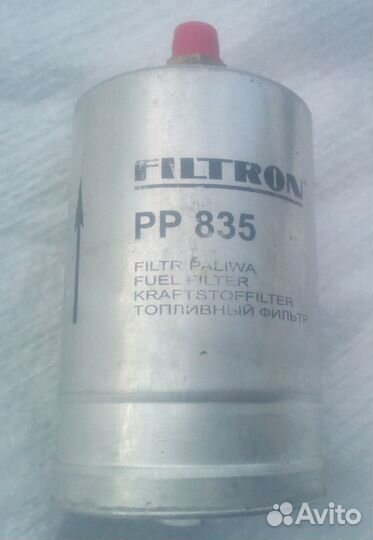 FILTRON
PP 835
FILTR PALIWA
FUEL FILTER
KRAFTSTOFFILTER
ТОПЛИВНЫЙ ФИЛЬТР
Avito